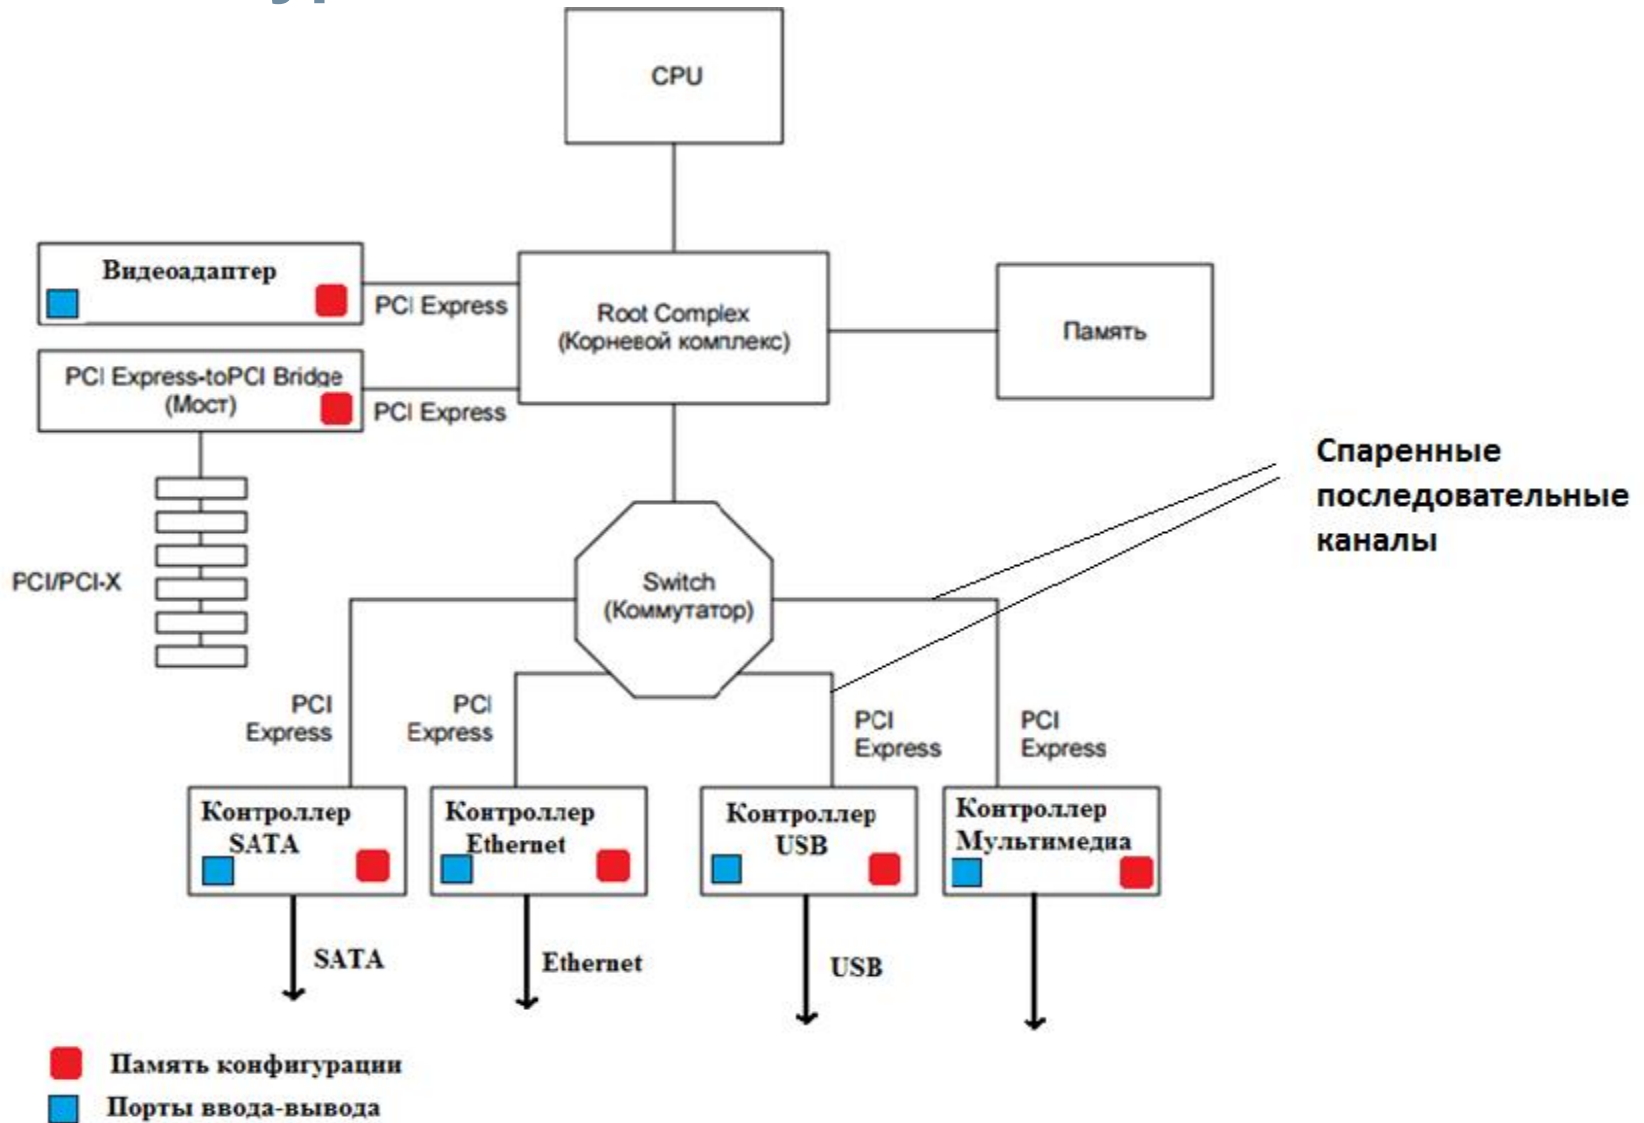 CPU
Видеоадаптер
PCI Express
Root Complex
(Корневой комплекс)
Память
PCI Express-toPCI Bridge
(Мост)
PCI Express
Спаренные
последовательные
каналы
PCI/PCI-X
Switch
(Коммутатор)
PCI
Express
PCI
Express
PCI
Express
PCI
Express
Контроллер
SATA
Контроллер
Ethernet
Контроллер
USB
Контроллер
Мультимедиа
SATA
Ethernet
USB
Память конфигурации
Порты ввода-вывода